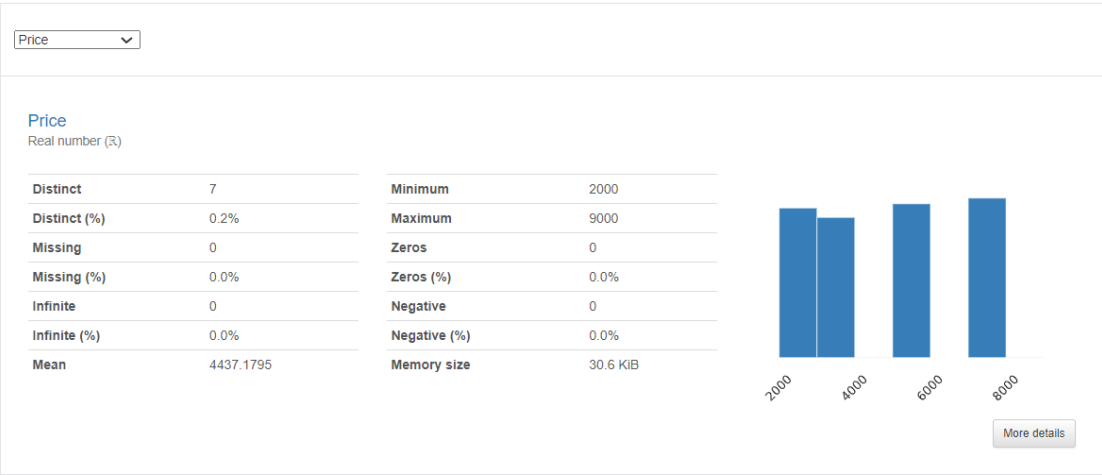 Price
Price
Real number (ℝ)
Distinct 7
Distinct (%) 0.2%
Missing 0
Missing (%) 0.0%
Infinite 0
Infinite (%) 0.0%
Mean 4437.1795
Minimum 2000
Maximum 9000
Zeros 0
Zeros (%) 0.0%
Negative 0
Negative (%) 0.0%
Memory size 30.6 KiB
2000 4000 6000 8000
More details